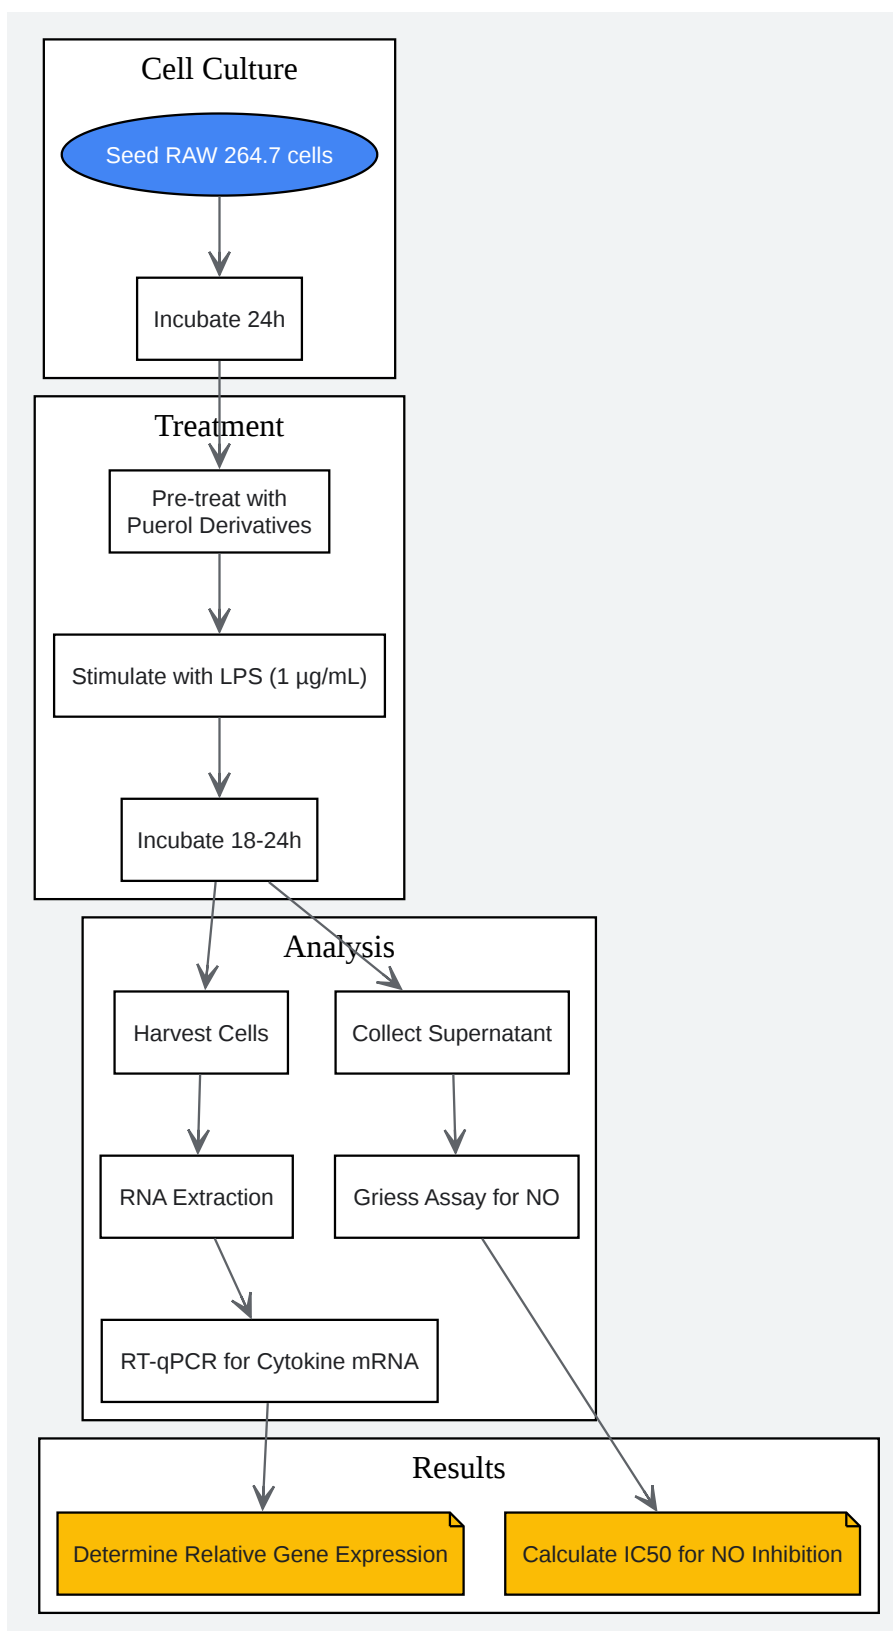 Cell Culture
Seed RAW 264.7 cells
Incubate 24h
Treatment
Pre-treat with
Puerol Derivatives
Stimulate with LPS (1 µg/mL)
Incubate 18-24h
Analysis
Harvest Cells
Collect Supernatant
RNA Extraction
Griess Assay for NO
RT-qPCR for Cytokine mRNA
Results
Determine Relative Gene Expression
Calculate IC50 for NO Inhibition